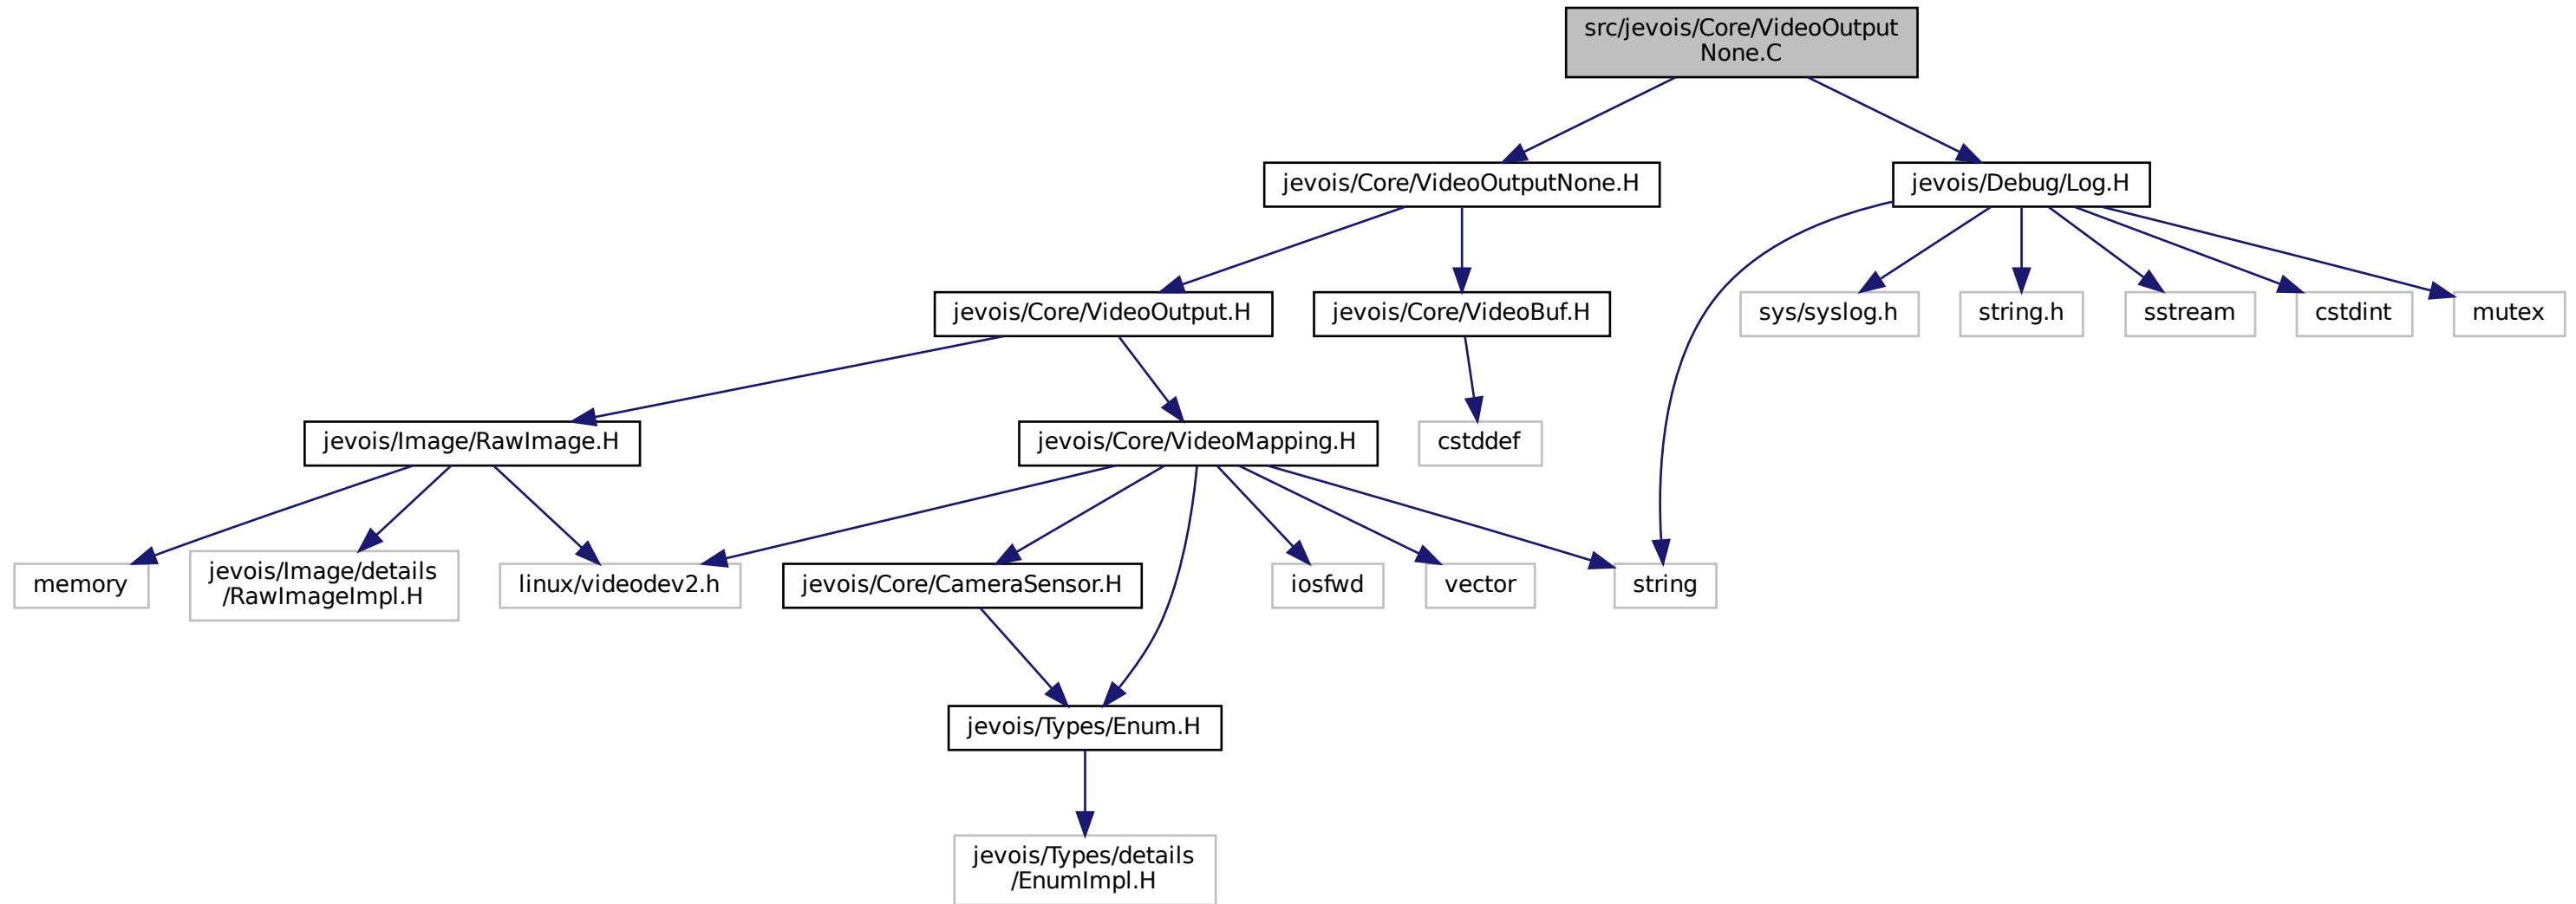 src/jevois/Core/VideoOutput
None.C
jevois/Core/VideoOutputNone.H
jevois/Debug/Log.H
jevois/Core/VideoOutput.H
jevois/Core/VideoBuf.H
sys/syslog.h
string.h
sstream
cstdint
mutex
jevois/Image/RawImage.H
jevois/Core/VideoMapping.H
cstddef
memory
jevois/Image/details
/RawImageImpl.H
linux/videodev2.h
jevois/Core/CameraSensor.H
iosfwd
vector
string
jevois/Types/Enum.H
jevois/Types/details
/EnumImpl.H